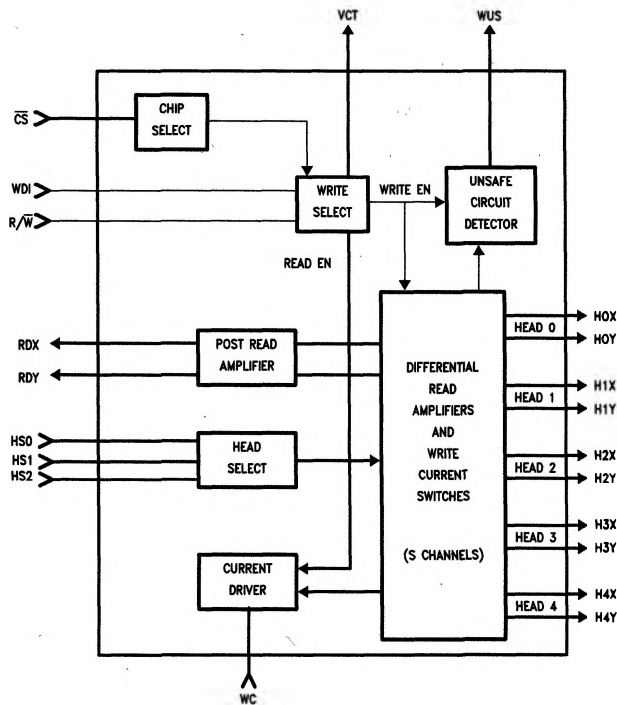 VCT
WUS
CS
CHIP
SELECT
WDI
R/W
WRITE
SELECT
WRITE EN
UNSAFE
CIRCUIT
DETECTOR
READ EN
RDX
RDY
POST READ
AMPLIFIER
HS0
HS1
HS2
HEAD
SELECT
CURRENT
DRIVER
WC
DIFFERENTIAL
READ
AMPLIFIERS
AND
WRITE
CURRENT
SWITCHES
(S CHANNELS)
HEAD 0
H0X
H0Y
HEAD 1
H1X
H1Y
HEAD 2
H2X
H2Y
HEAD 3
H3X
H3Y
HEAD 4
H4X
H4Y